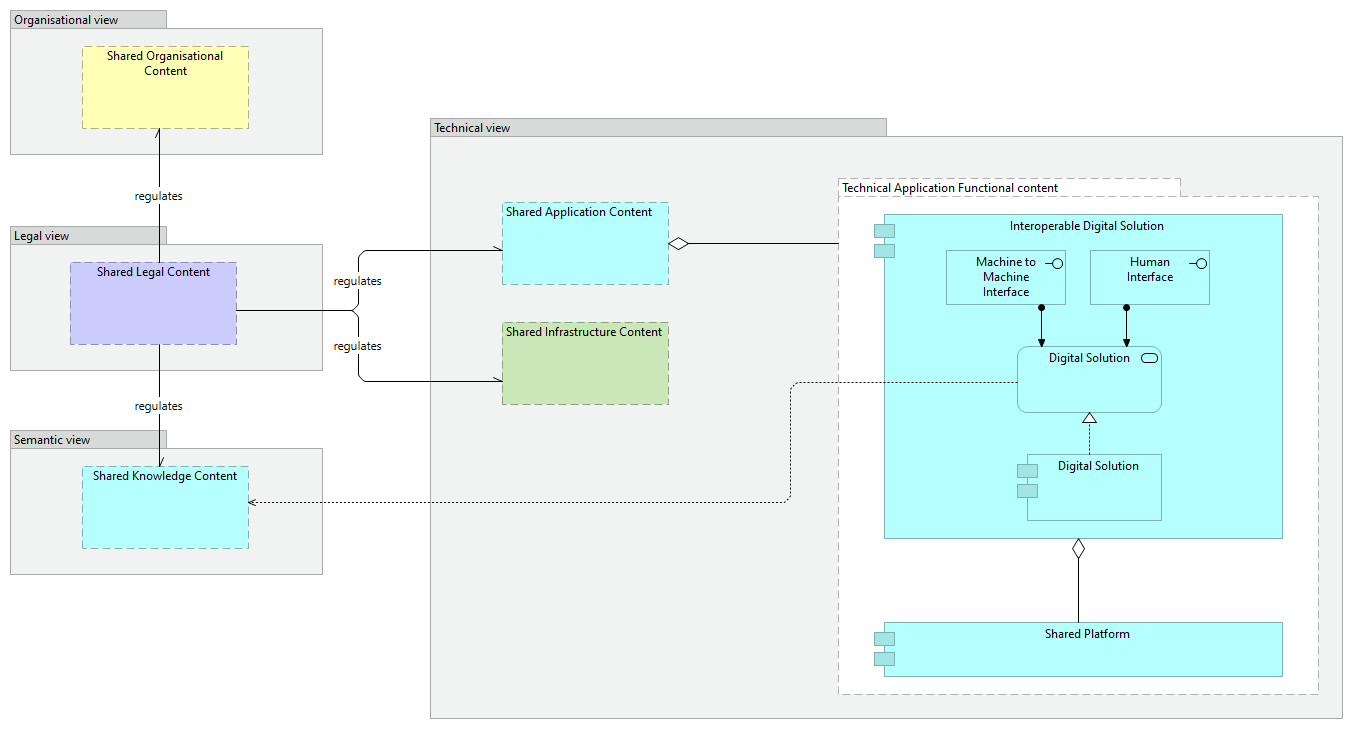 Organisational view
Shared Organisational
Content
regulates
Legal view
Shared Legal Content
regulates
Semantic view
Shared Knowledge Content
regulates
regulates
Technical view
Shared Application Content
Shared Infrastructure Content
Technical Application Functional content
Interoperable Digital Solution
Machine to
Machine
Interface
Human
Interface
Digital Solution
Digital Solution
Shared Platform